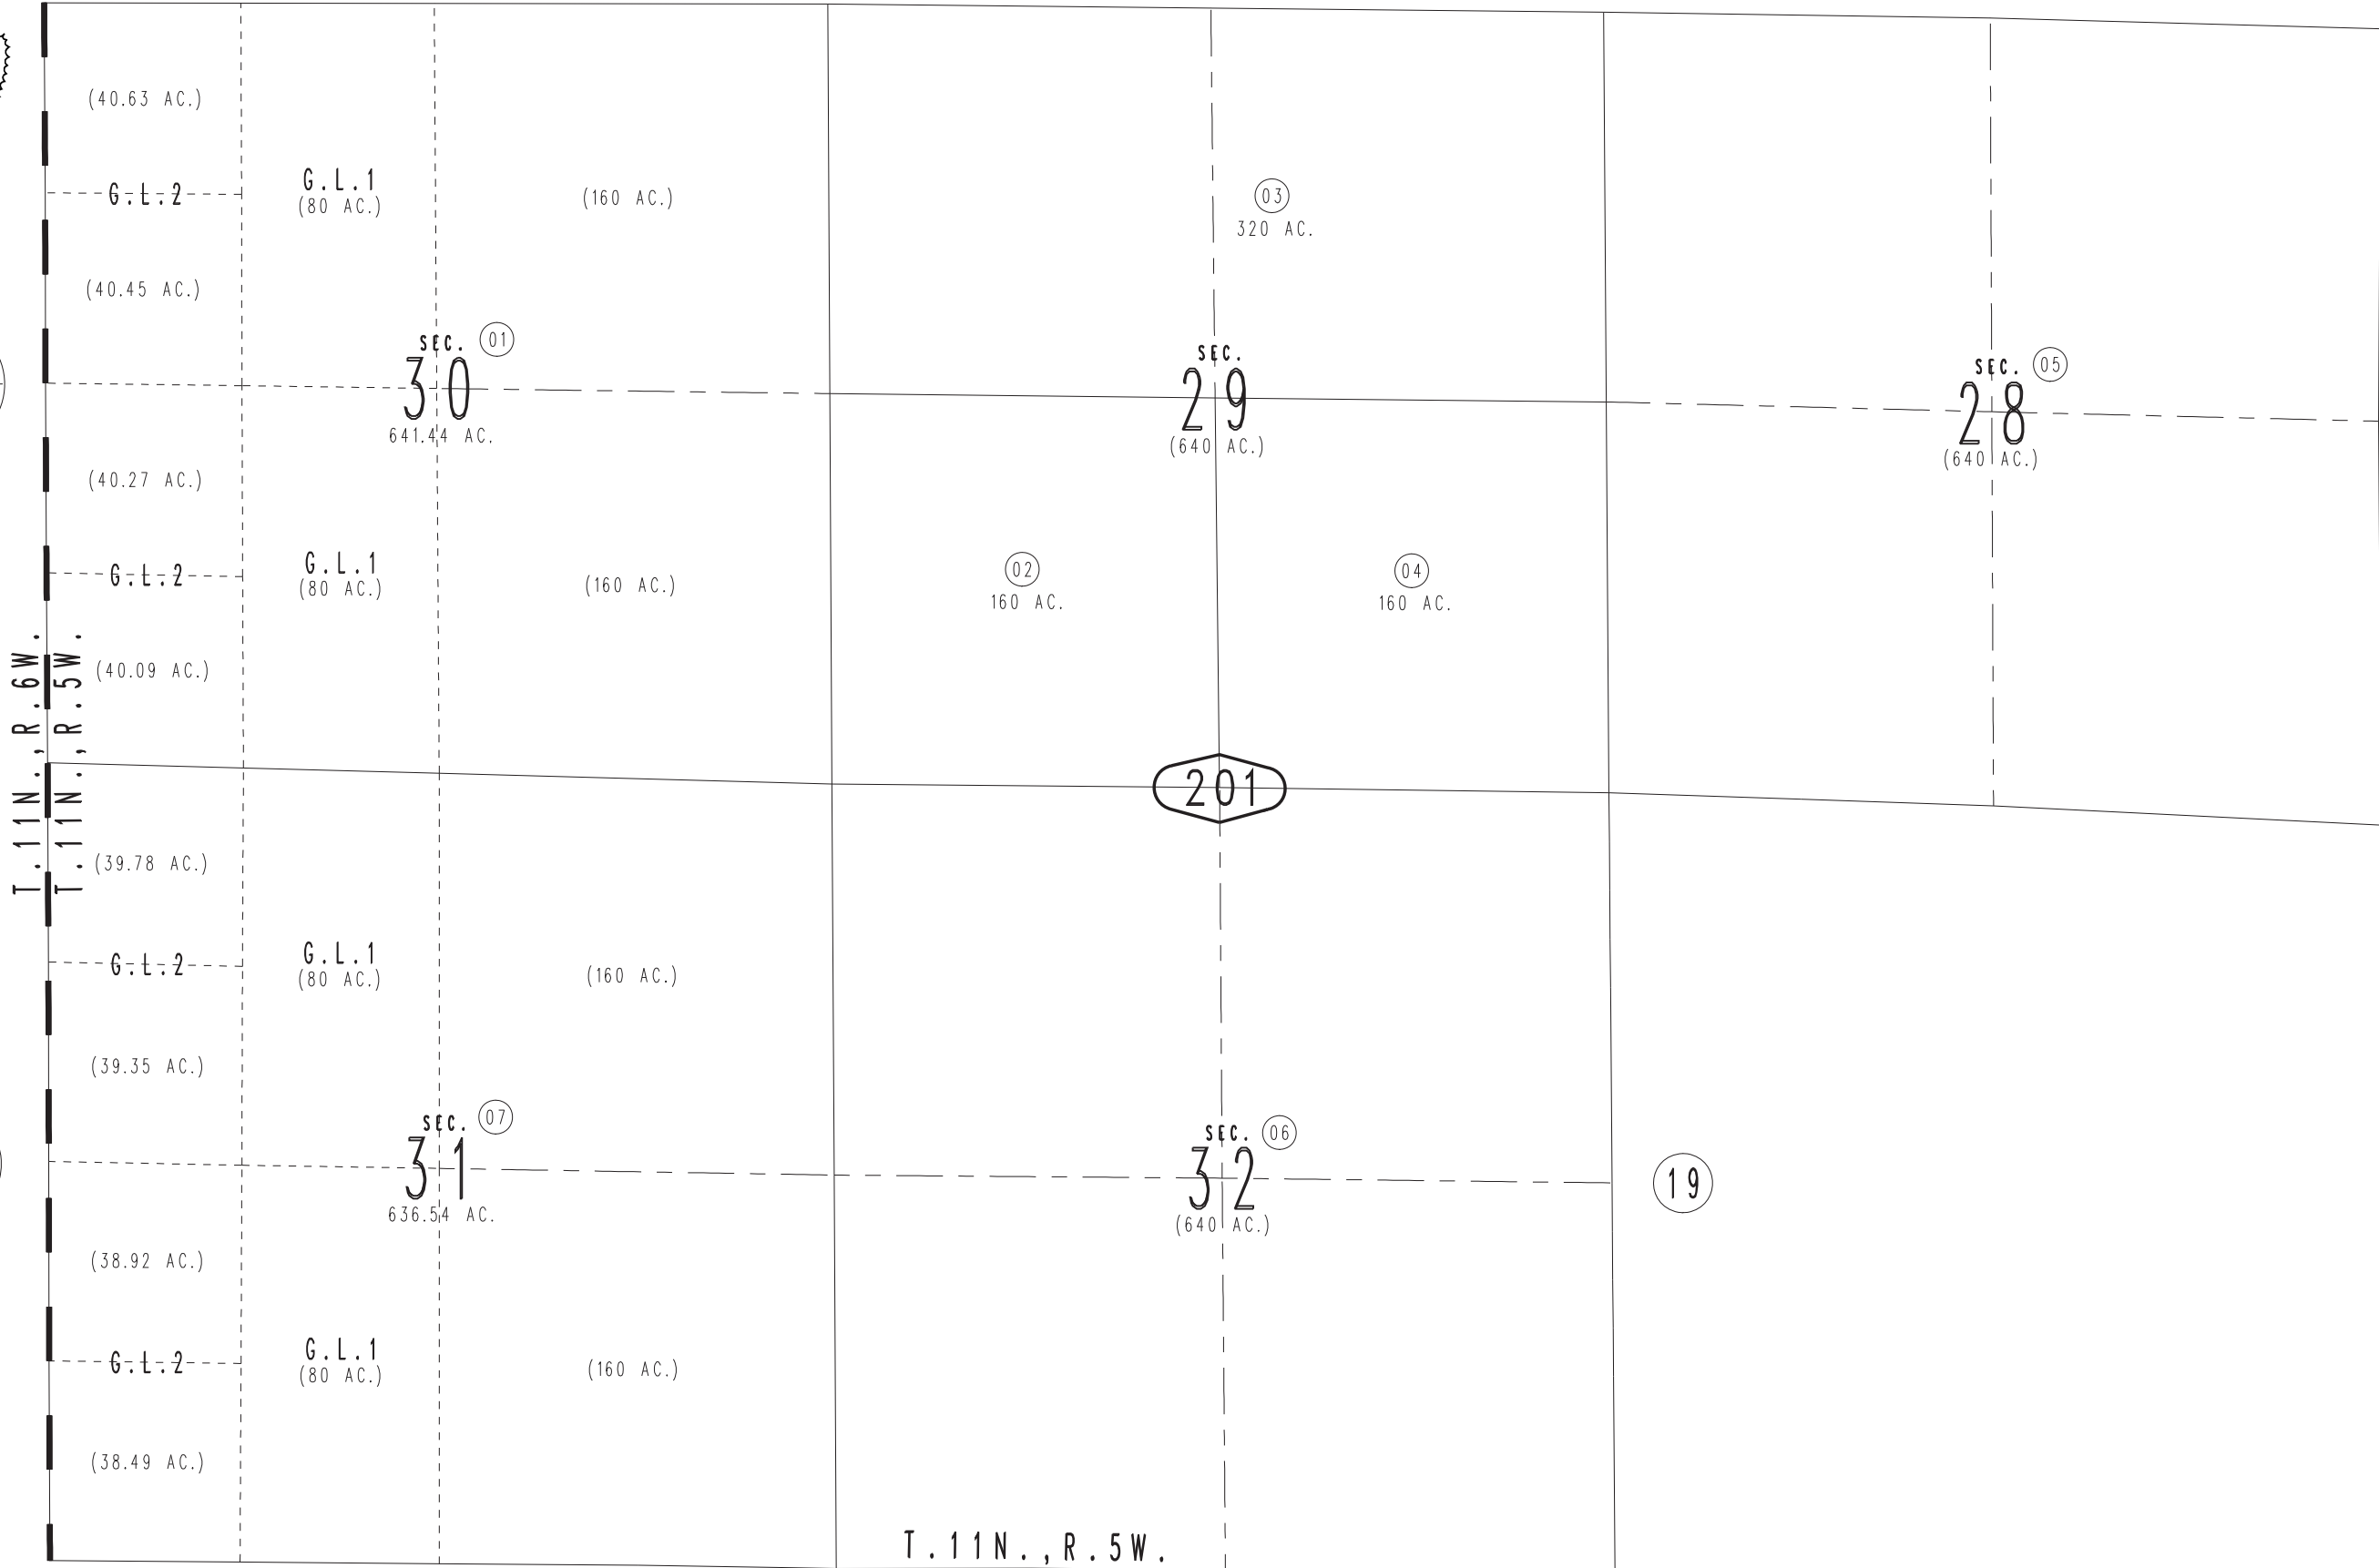 (40.63 AC.)
G.L.2
G.L.1
(80 AC.)
(160 AC.)
(40.45 AC.)
SEC. 01
30
641.44 AC.
(40.27 AC.)
G.L.2
G.L.1
(80 AC.)
(160 AC.)
(40.09 AC.)
03
320 AC.
SEC.
29
(640 AC.)
02
160 AC.
04
160 AC.
SEC. 05
28
(640 AC.)
T.11N.,R.6W.
T.11N.,R.5W.
201
(39.78 AC.)
G.L.2
G.L.1
(80 AC.)
(160 AC.)
(39.35 AC.)
SEC. 07
31
636.54 AC.
(38.92 AC.)
G.L.2
G.L.1
(80 AC.)
(160 AC.)
(38.49 AC.)
SEC. 06
32
(640 AC.)
19
T.11N.,R.5W.